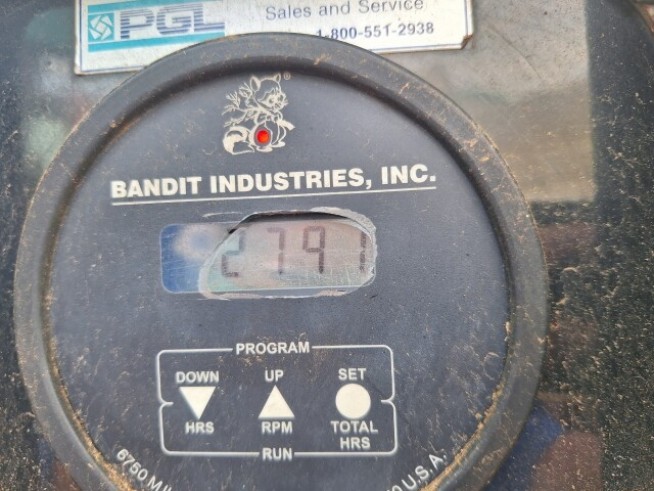 PGL
Sales and Service
1-800-551-2938
®
BANDIT INDUSTRIES, INC.
2791
PROGRAM
DOWN UP SET
HRS RPM TOTAL HRS
RUN
6750 MI
U.S.A.